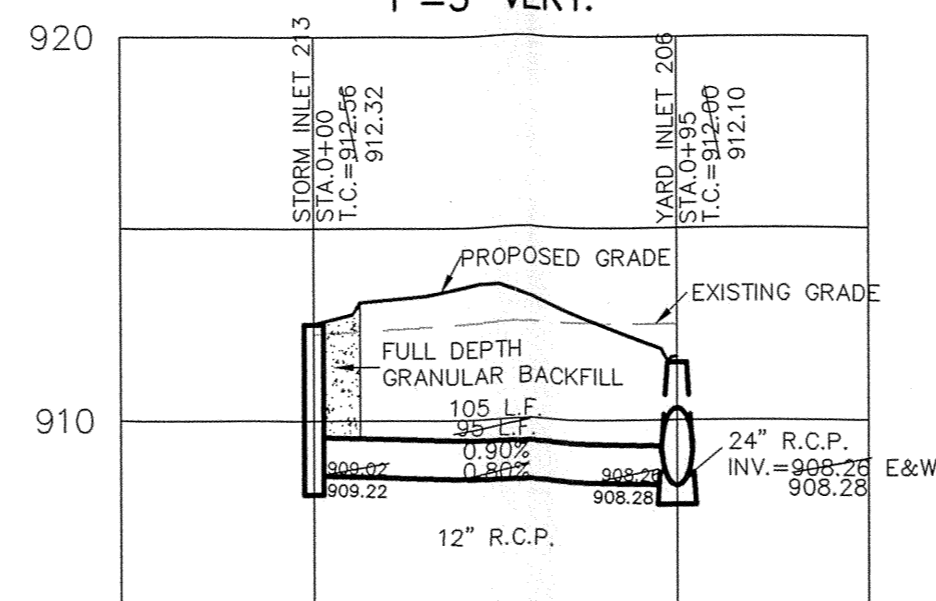 1"=5' VERT.
920
STORM INLET 213
STA.0+00
T.C.=912.56
912.32
YARD INLET 206
STA.0+95
T.C.=912.00
912.10
PROPOSED GRADE
EXISTING GRADE
FULL DEPTH
GRANULAR BACKFILL
910
105 L.F.
95 L.F.
0.90%
0.80%
909.02
909.22
908.26
908.28
24" R.C.P.
INV.=908.26 E&W
908.28
12" R.C.P.